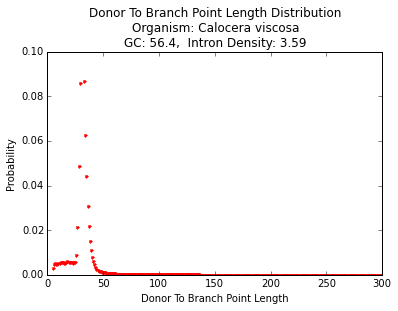 Donor To Branch Point Length Distribution
Organism: Calocera viscosa
GC: 56.4,  Intron Density: 3.59
0.10
0.08
0.06
0.04
0.02
0.00
Probability
0 50 100 150 200 250 300
Donor To Branch Point Length